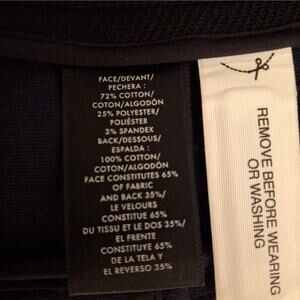 FACE/DEVANT/
PECHERA :
72% COTTON/
COTON/ALGODÓN
25% POLYESTER/
POLIÉSTER
3% SPANDEX
BACK/DESSOUS/
ESPALDA :
100% COTTON/
COTON/ALGODÓN
FACE CONSTITUTES 65%
OF FABRIC
AND BACK 35%/
LE VELOURS
CONSTITUE 65%
DU TISSU ET LE DOS 35%/
EL FRENTE
CONSTITUYE 65%
DE LA TELA Y
EL REVERSO 35%
REMOVE BEFORE WEARING
OR WASHING